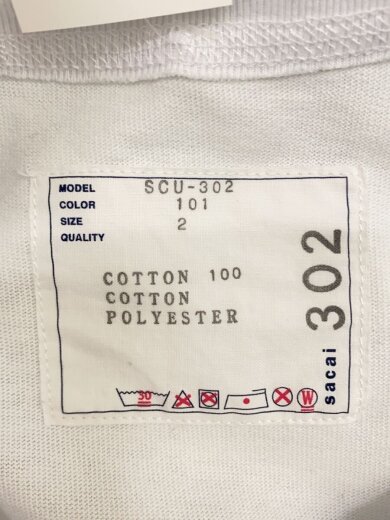 MODEL SCU-302
COLOR 101
SIZE 2
QUALITY
COTTON 100
COTTON
POLYESTER
302
sacai
30
W